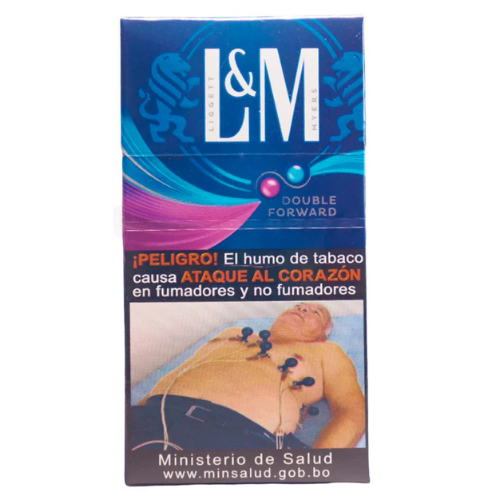 L&M
LIGGETT
MYERS
DOUBLE
FORWARD
¡PELIGRO! El humo de tabaco
causa ATAQUE AL CORAZÓN
en fumadores y no fumadores
Ministerio de Salud
www.minsalud.gob.bo